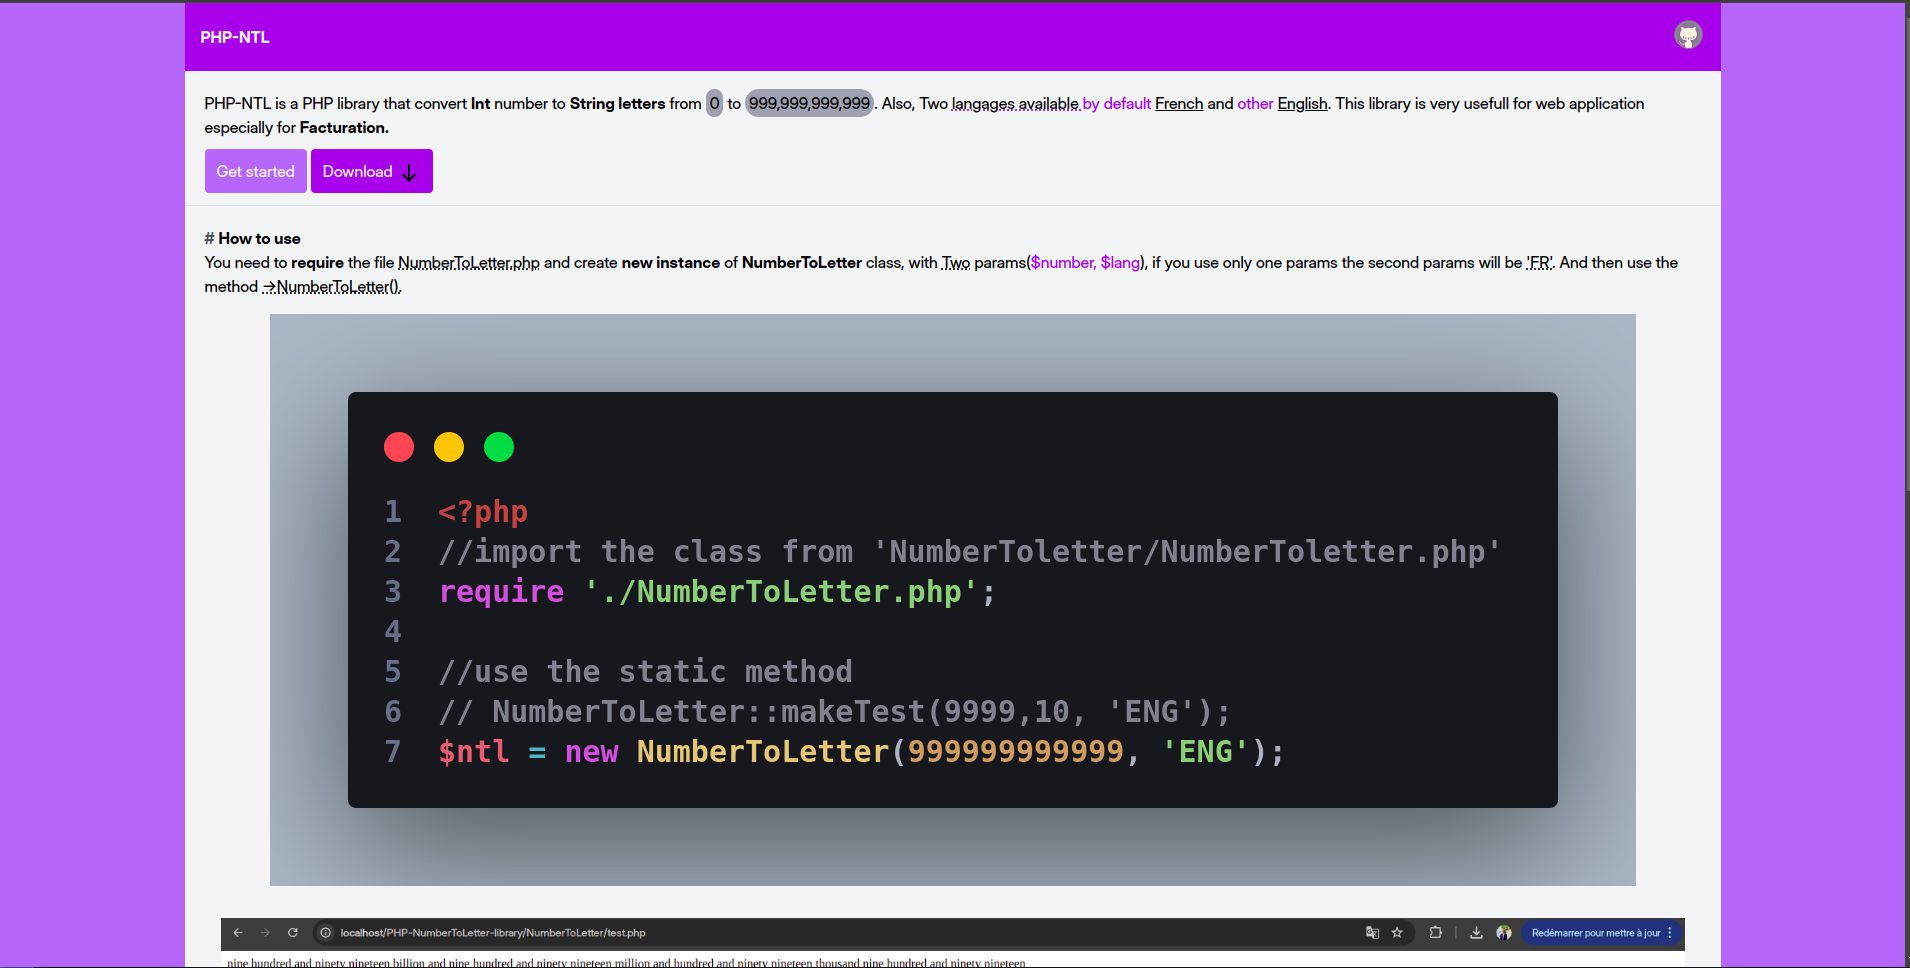 PHP-NTL
PHP-NTL is a PHP library that convert Int number to String letters from 0 to 999,999,999,999. Also, Two langages available by default French and other English. This library is very usefull for web application
especially for Facturation.
Get started Download
# How to use
You need to require the file NumberToLetter.php and create new instance of NumberToLetter class, with Two params($number, $lang), if you use only one params the second params will be 'FR'. And then use the
method →NumberToLetter().
1 <?php
2 //import the class from 'NumberToletter/NumberToletter.php'
3 require './NumberToLetter.php';
4
5 //use the static method
6 // NumberToLetter::makeTest(9999,10, 'ENG');
7 $ntl = new NumberToLetter(999999999999, 'ENG');
localhost/PHP-NumberToLetter-library/NumberToLetter/test.php Redémarrer pour mettre à jour
nine hundred and ninety nineteen billion and nine hundred and ninety nineteen million and hundred and ninety nineteen thousand nine hundred and ninety nineteen